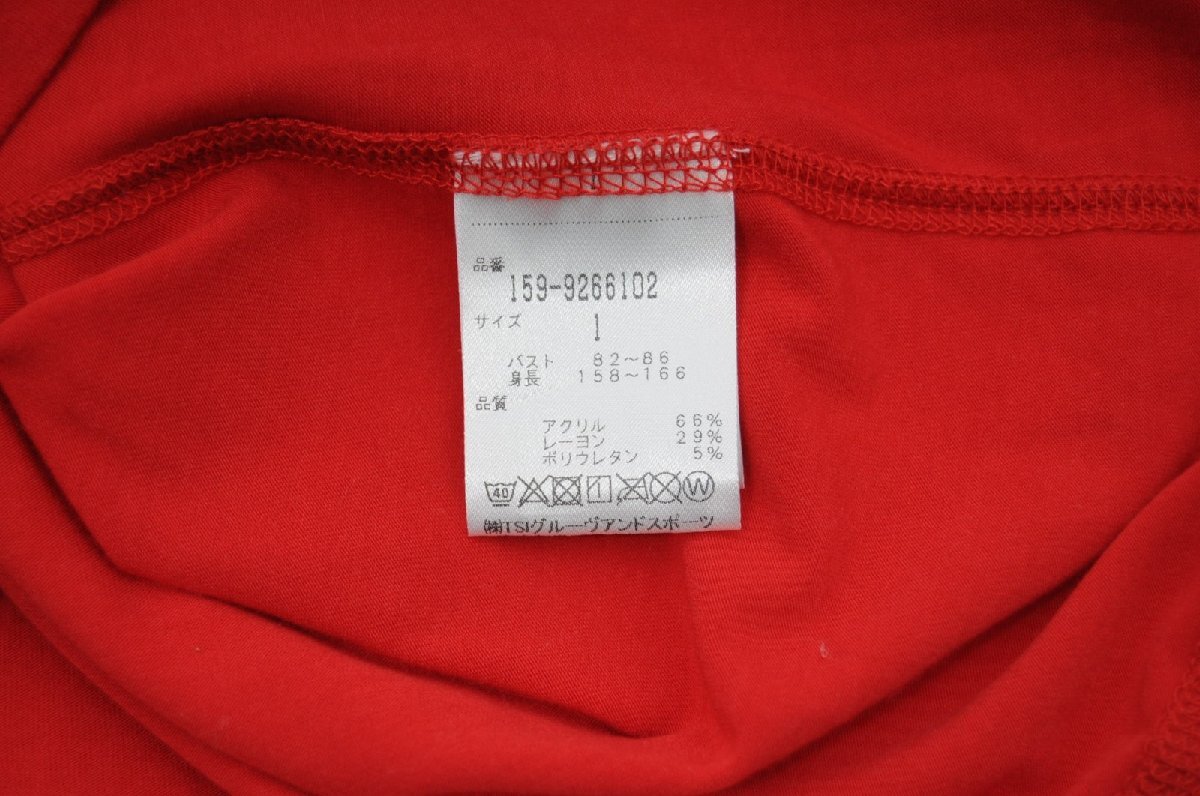 品番
159-9266102
サイズ 1
バスト 82～86
身長 158～166
品質
アクリル 66%
レーヨン 29%
ポリウレタン 5%
40 W
㈱TSIグルーヴアンドスポーツ